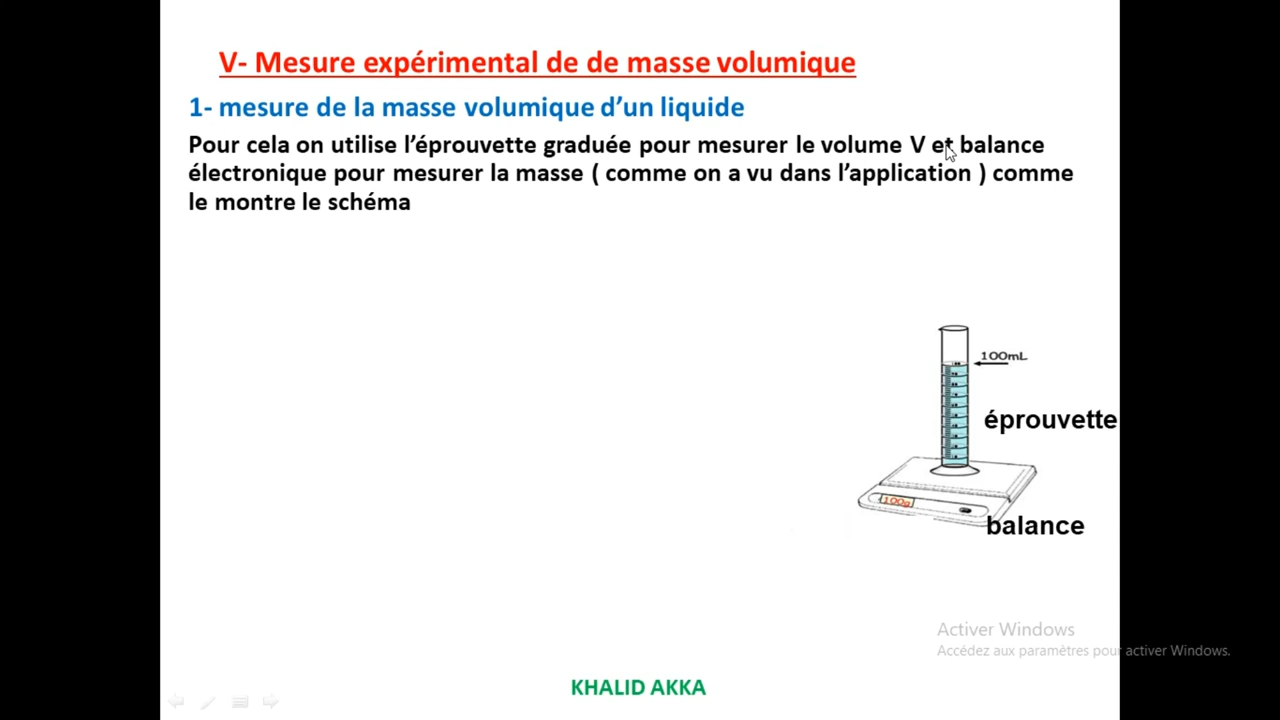 V- Mesure expérimental de de masse volumique
1- mesure de la masse volumique d’un liquide
Pour cela on utilise l’éprouvette graduée pour mesurer le volume V et balance
électronique pour mesurer la masse ( comme on a vu dans l’application ) comme
le montre le schéma
100mL
éprouvette
100g
balance
Activer Windows
Accédez aux paramètres pour activer Windows.
KHALID AKKA